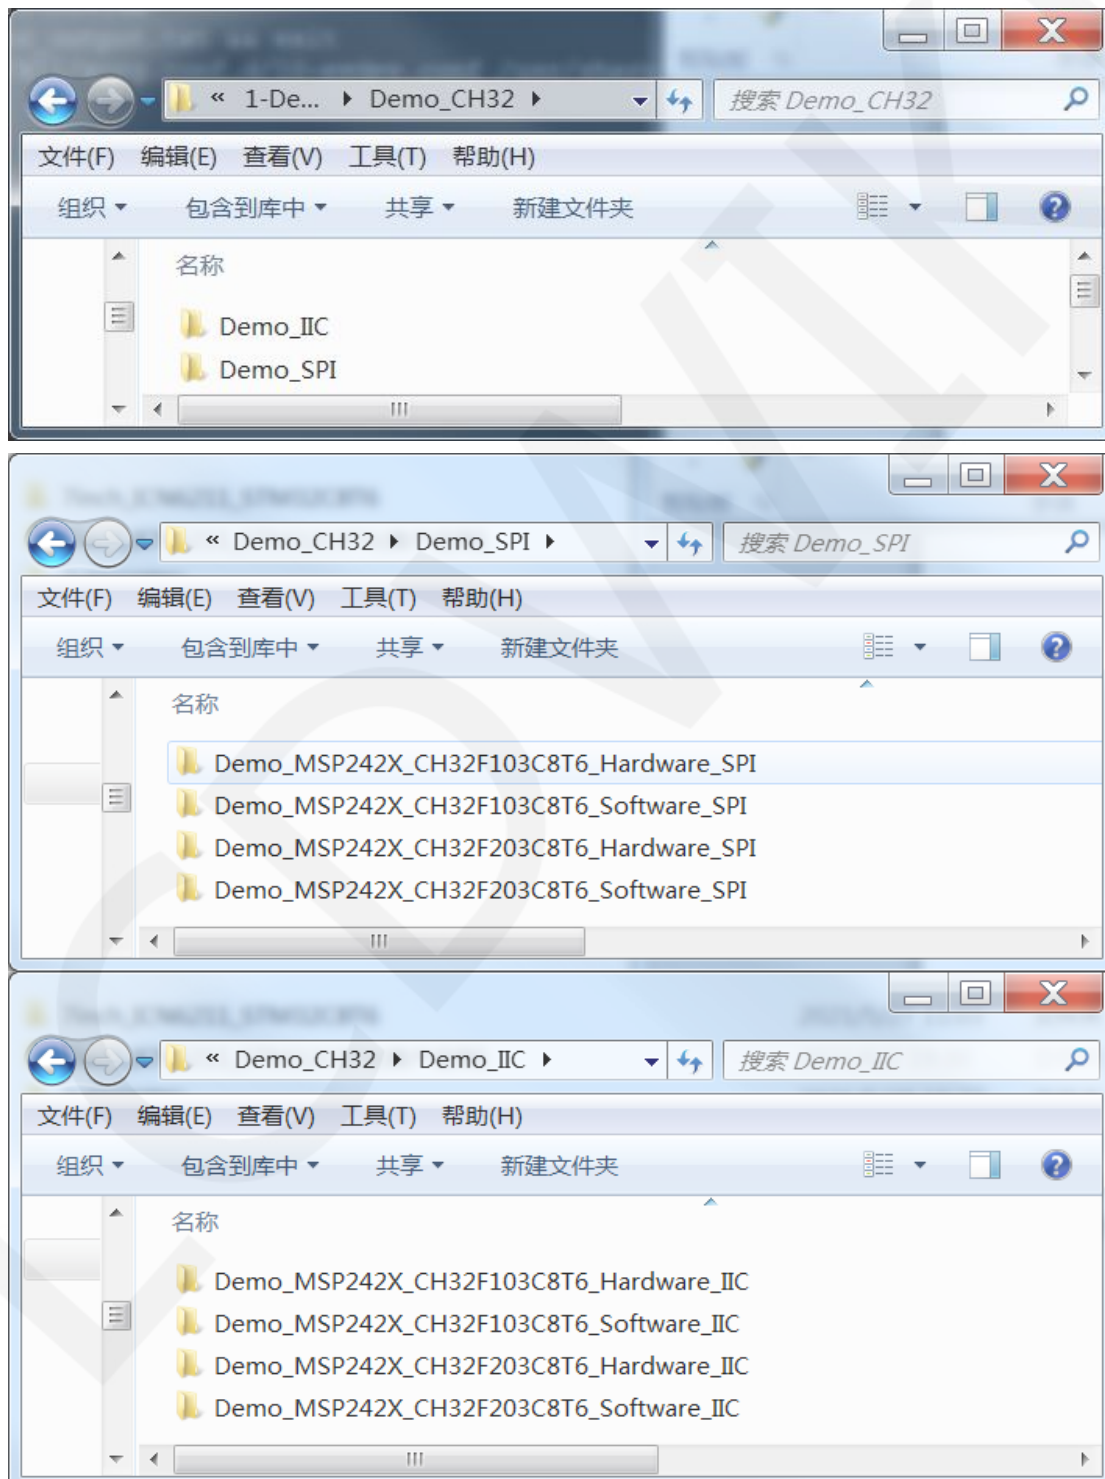 « 1-De... Demo_CH32 搜索 Demo_CH32
文件(F) 编辑(E) 查看(V) 工具(T) 帮助(H)
组织 包含到库中 共享 新建文件夹
名称
Demo_IIC
Demo_SPI
« Demo_CH32 Demo_SPI 搜索 Demo_SPI
文件(F) 编辑(E) 查看(V) 工具(T) 帮助(H)
组织 包含到库中 共享 新建文件夹
名称
Demo_MSP242X_CH32F103C8T6_Hardware_SPI
Demo_MSP242X_CH32F103C8T6_Software_SPI
Demo_MSP242X_CH32F203C8T6_Hardware_SPI
Demo_MSP242X_CH32F203C8T6_Software_SPI
« Demo_CH32 Demo_IIC 搜索 Demo_IIC
文件(F) 编辑(E) 查看(V) 工具(T) 帮助(H)
组织 包含到库中 共享 新建文件夹
名称
Demo_MSP242X_CH32F103C8T6_Hardware_IIC
Demo_MSP242X_CH32F103C8T6_Software_IIC
Demo_MSP242X_CH32F203C8T6_Hardware_IIC
Demo_MSP242X_CH32F203C8T6_Software_IIC